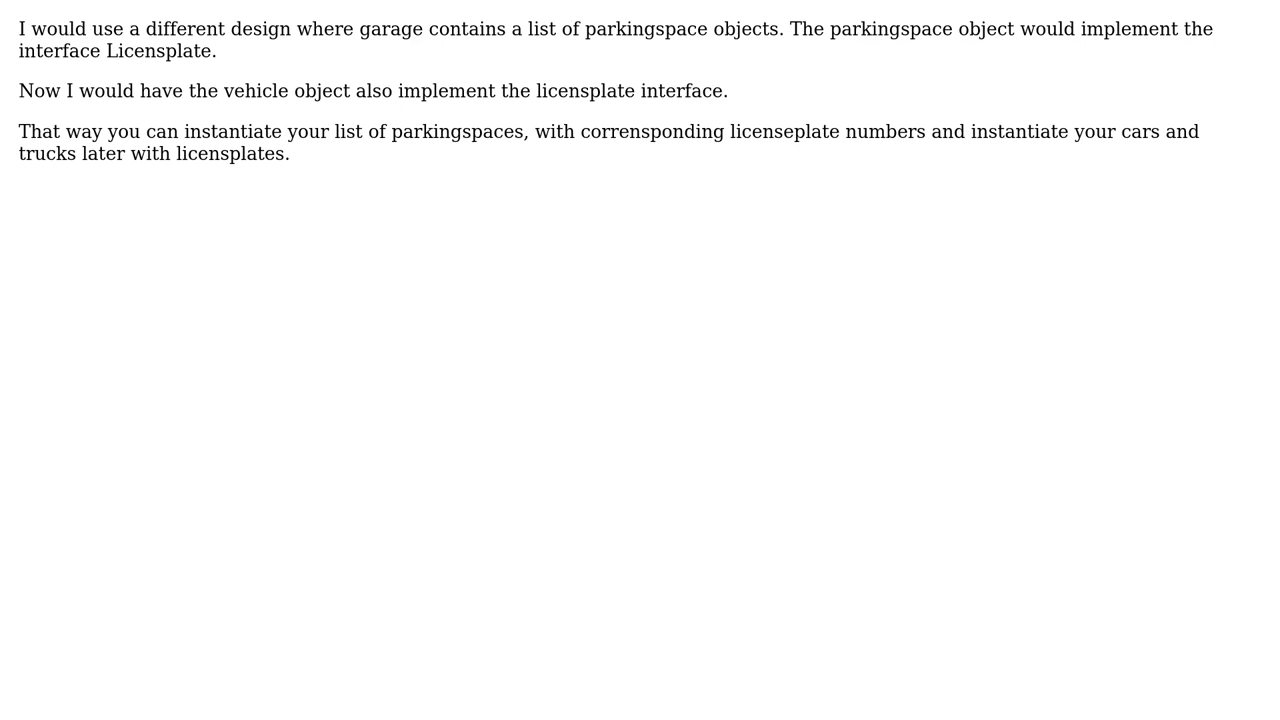 I would use a different design where garage contains a list of parkingspace objects. The parkingspace object would implement the
interface Licensplate.
Now I would have the vehicle object also implement the licensplate interface.
That way you can instantiate your list of parkingspaces, with corrensponding licenseplate numbers and instantiate your cars and
trucks later with licensplates.